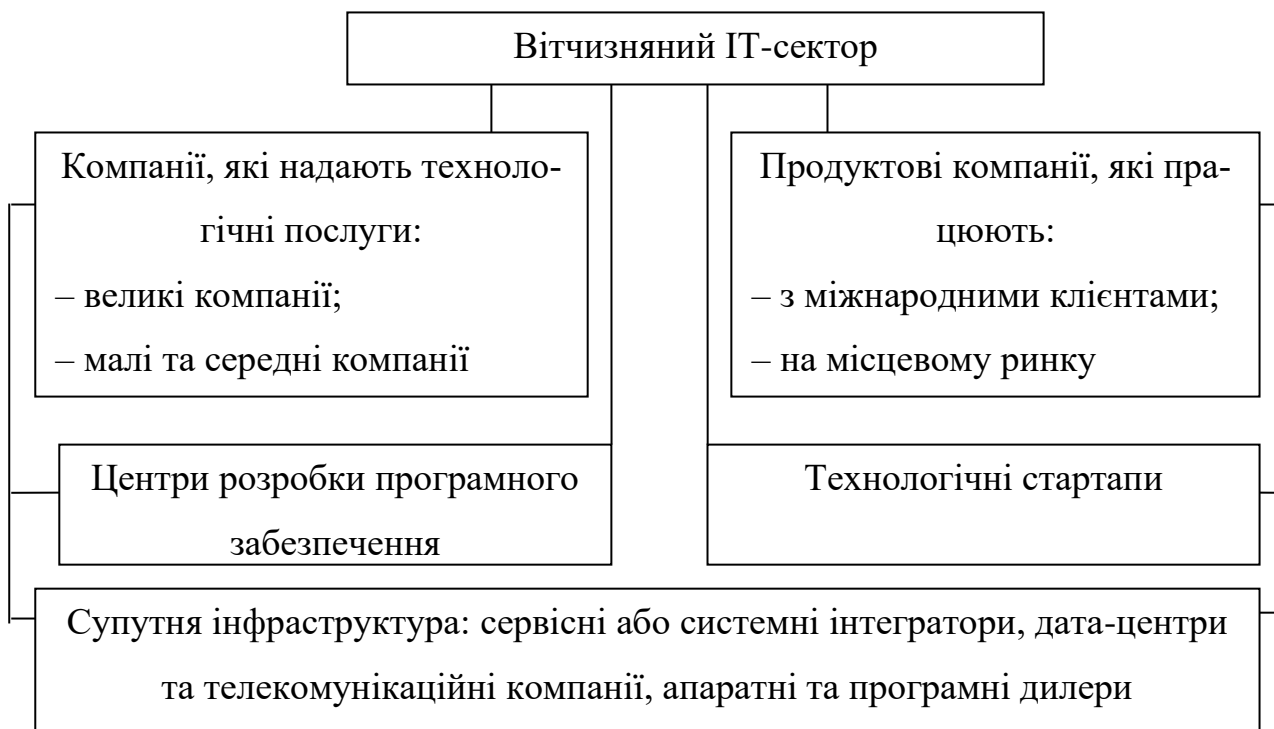 Вітчизняний ІТ-сектор
Компанії, які надають техноло-
гічні послуги:
– великі компанії;
– малі та середні компанії
Продуктові компанії, які пра-
цюють:
– з міжнародними клієнтами;
– на місцевому ринку
Центри розробки програмного
забезпечення
Технологічні стартапи
Супутня інфраструктура: сервісні або системні інтегратори, дата-центри
та телекомунікаційні компанії, апаратні та програмні дилери